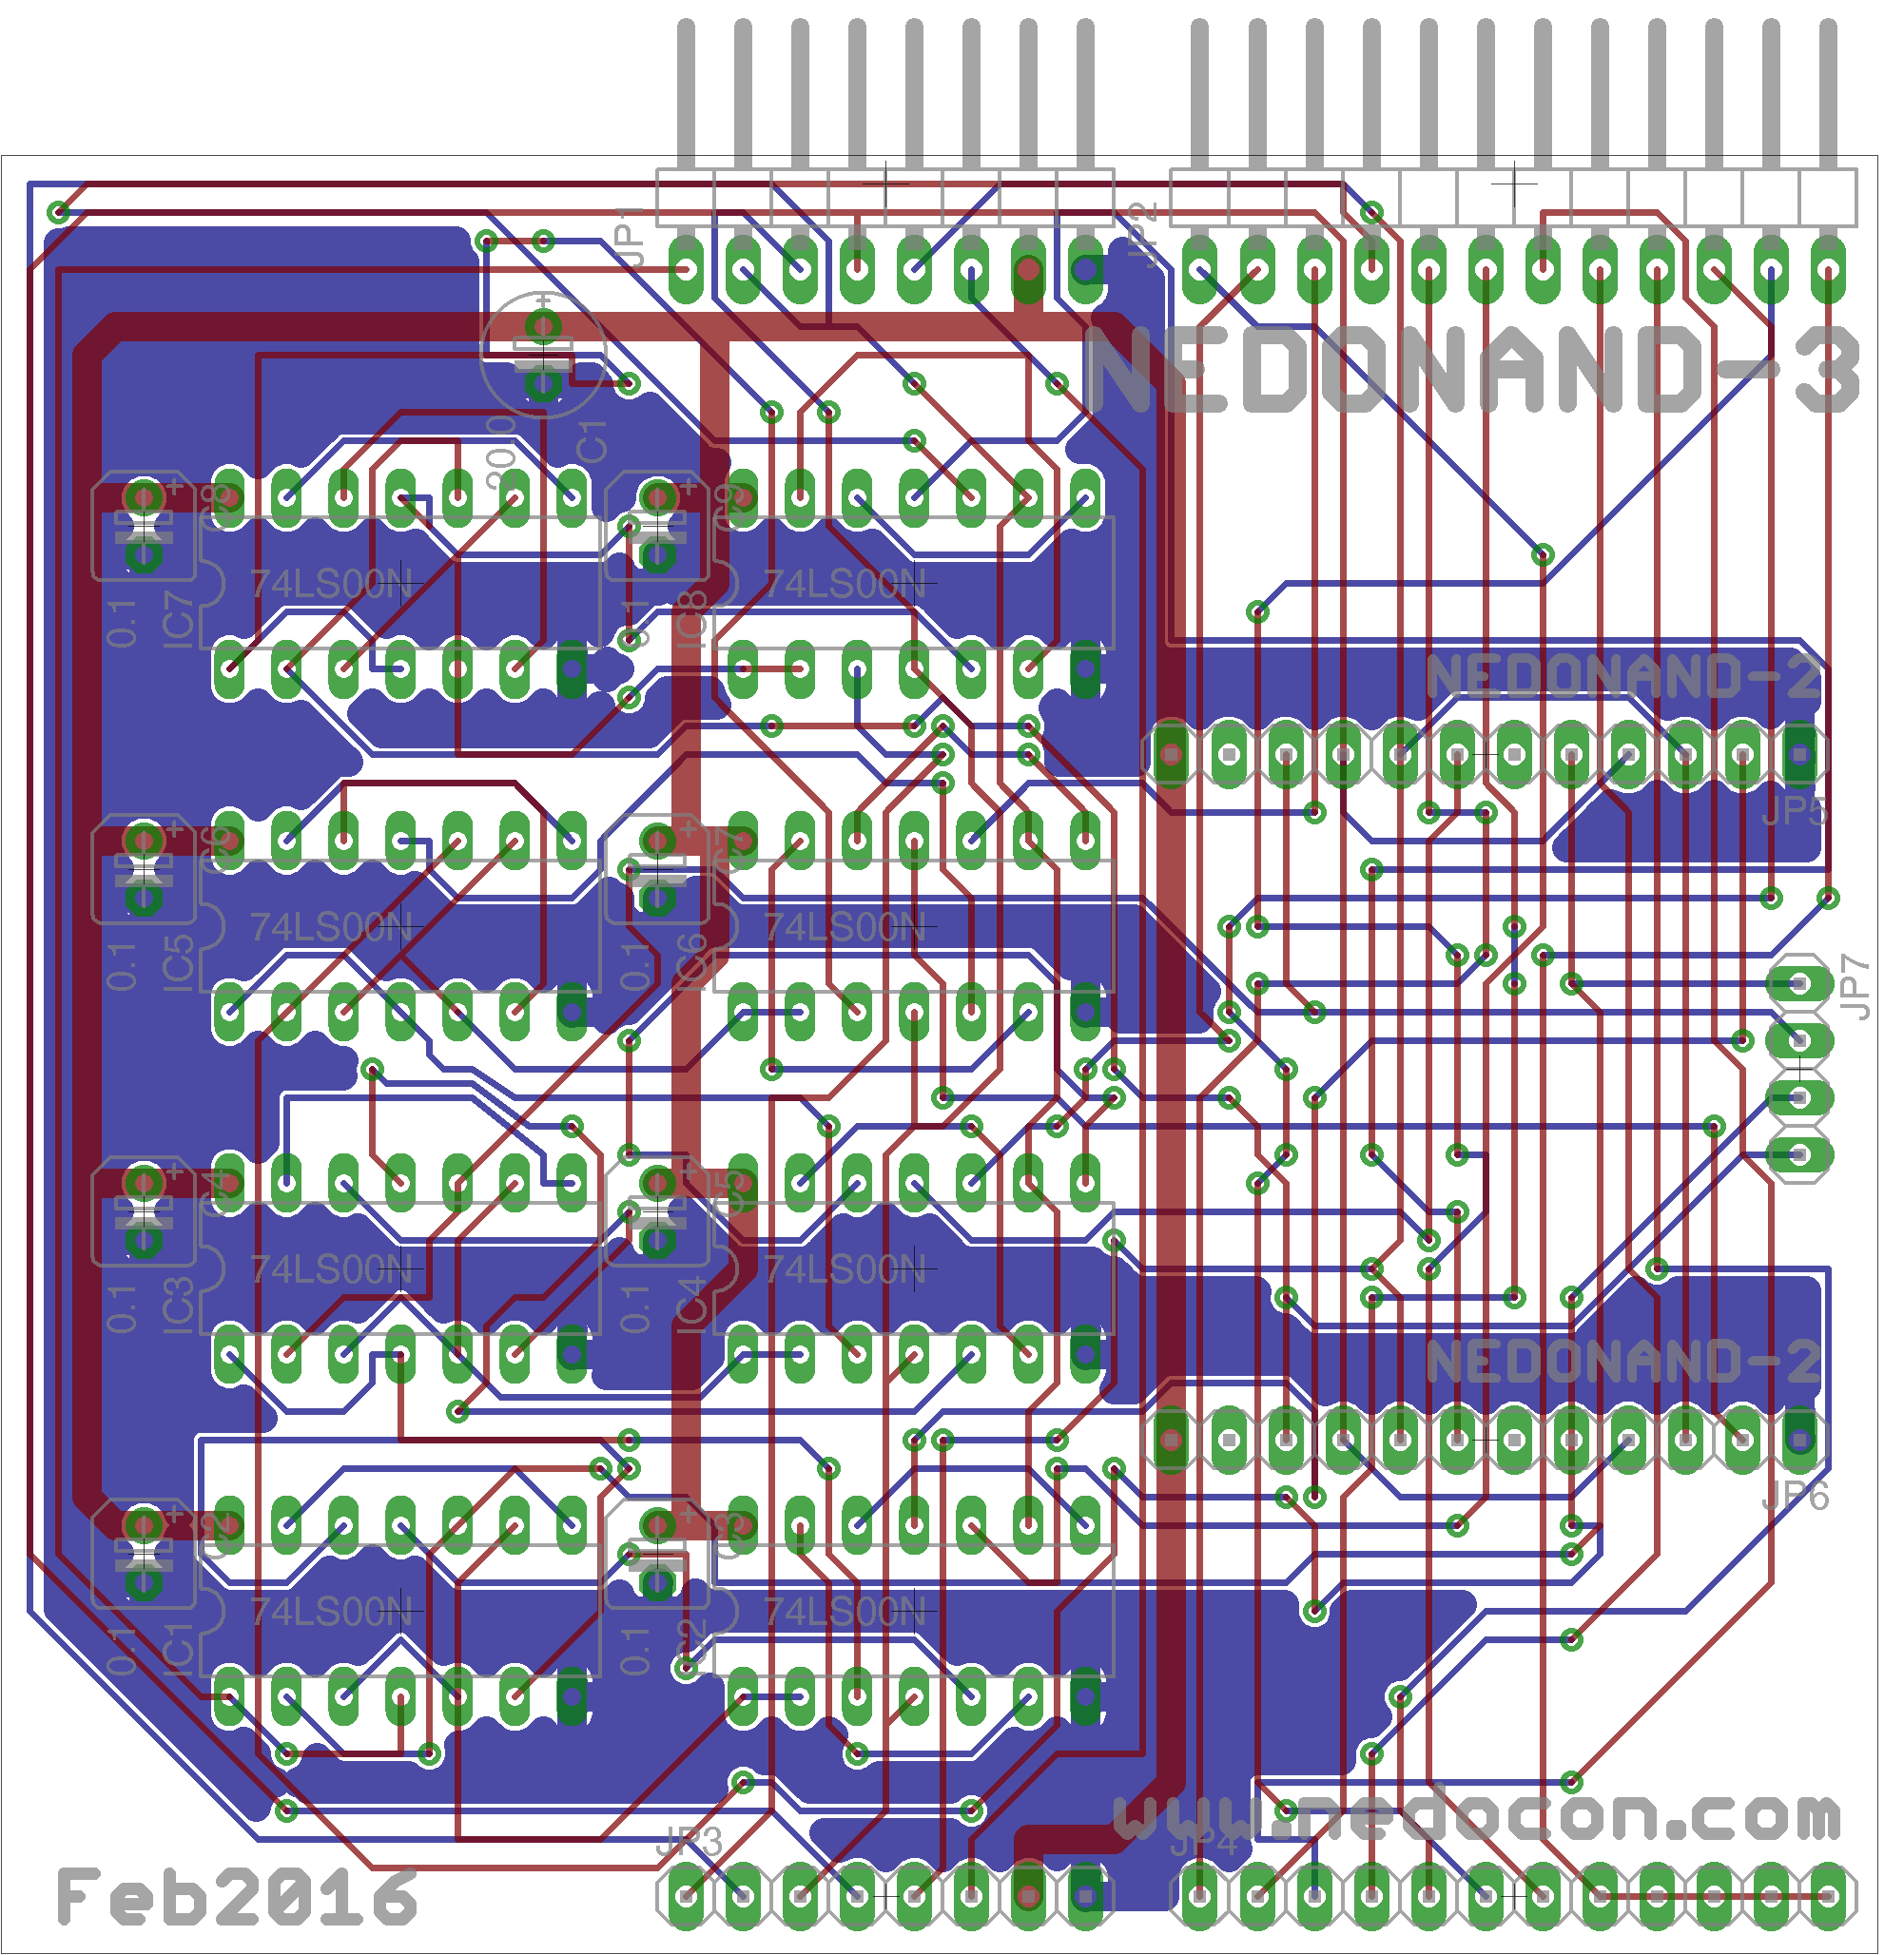 JP1
JP2
NEDONAND-3
300.0
C1
C8
C9
74LS00N
74LS00N
0.1
IC7
0.1
IC8
NEDONAND-2
JP5
C6
C7
74LS00N
74LS00N
0.1
IC5
0.1
IC6
JP7
C4
C5
74LS00N
74LS00N
0.1
IC3
0.1
IC4
NEDONAND-2
JP6
C2
C3
74LS00N
74LS00N
0.1
IC1
0.1
IC2
www.nedocon.com
JP3
JP4
Feb2016